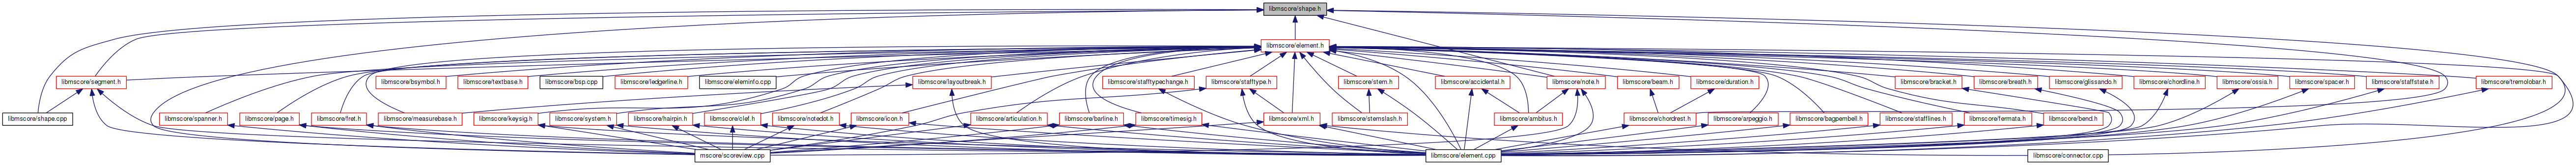 libmscore/shape.h
libmscore/element.h
libmscore/segment.h
libmscore/bsymbol.h
libmscore/textbase.h
libmscore/bsp.cpp
libmscore/ledgerline.h
libmscore/eleminfo.cpp
libmscore/layoutbreak.h
libmscore/stafftypechange.h
libmscore/stafftype.h
libmscore/stem.h
libmscore/accidental.h
libmscore/note.h
libmscore/beam.h
libmscore/duration.h
libmscore/bracket.h
libmscore/breath.h
libmscore/glissando.h
libmscore/chordline.h
libmscore/ossia.h
libmscore/spacer.h
libmscore/staffstate.h
libmscore/tremolobar.h
libmscore/shape.cpp
libmscore/spanner.h
libmscore/page.h
libmscore/fret.h
libmscore/measurebase.h
libmscore/keysig.h
libmscore/system.h
libmscore/hairpin.h
libmscore/clef.h
libmscore/notedot.h
libmscore/icon.h
libmscore/articulation.h
libmscore/barline.h
libmscore/timesig.h
libmscore/xml.h
libmscore/stemslash.h
libmscore/ambitus.h
libmscore/chordrest.h
libmscore/arpeggio.h
libmscore/bagpembell.h
libmscore/stafflines.h
libmscore/fermata.h
libmscore/bend.h
mscore/scoreview.cpp
libmscore/element.cpp
libmscore/connector.cpp